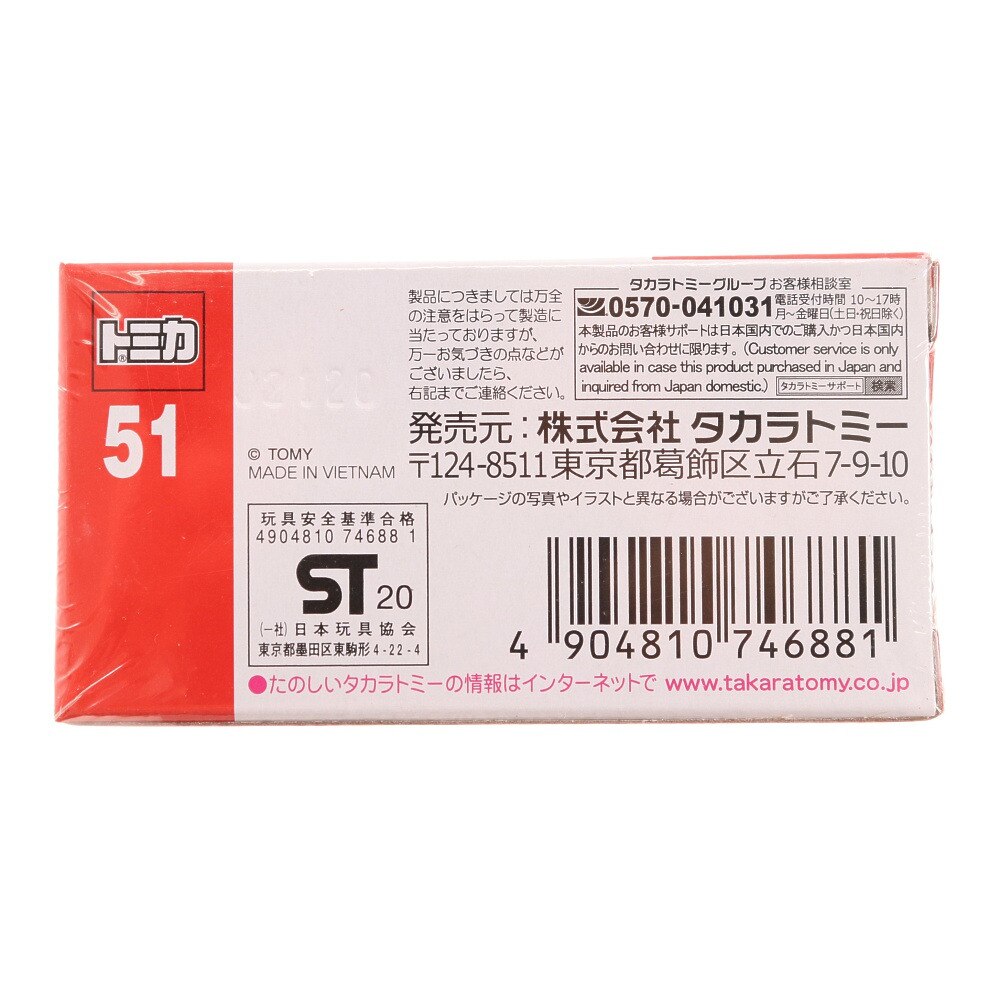 トミカ
®
51
製品につきましては万全
の注意をはらって製造に
当たっておりますが、
万一お気づきの点などが
ございましたら、
右記までご連絡ください。
タカラトミーグループ お客様相談室
0570-041031 電話受付時間 10〜17時
月〜金曜日(土日・祝日除く)
本製品のお客様サポートは日本国内でのご購入かつ日本国内
からのお問い合わせに限ります。(Customer service is only
available in case this product purchased in Japan and
inquired from Japan domestic.) タカラトミーサポート 検索
© TOMY
MADE IN VIETNAM
発売元：株式会社 タカラトミー
〒124-8511 東京都葛飾区立石7-9-10
パッケージの写真やイラストと異なる場合がございますがご了承ください。
玩具安全基準合格
4904810 74688 1
ST 20
(一社)日本玩具協会
東京都墨田区東駒形4-22-4
4 904810 746881
●たのしいタカラトミーの情報はインターネットで www.takaratomy.co.jp